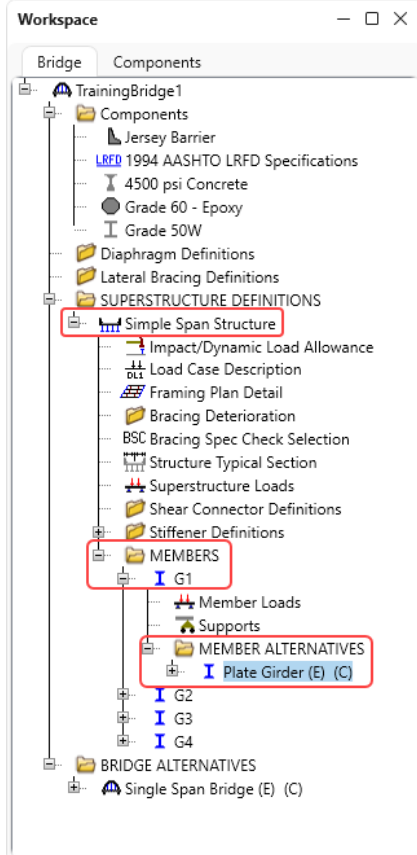 Workspace
Bridge Components
TrainingBridge1
Components
Jersey Barrier
LRFD 1994 AASHTO LRFD Specifications
4500 psi Concrete
Grade 60 - Epoxy
Grade 50W
Diaphragm Definitions
Lateral Bracing Definitions
SUPERSTRUCTURE DEFINITIONS
Simple Span Structure
Impact/Dynamic Load Allowance
DL1 Load Case Description
Framing Plan Detail
Bracing Deterioration
BSC Bracing Spec Check Selection
Structure Typical Section
Superstructure Loads
Shear Connector Definitions
Stiffener Definitions
MEMBERS
G1
Member Loads
Supports
MEMBER ALTERNATIVES
Plate Girder (E) (C)
G2
G3
G4
BRIDGE ALTERNATIVES
Single Span Bridge (E) (C)